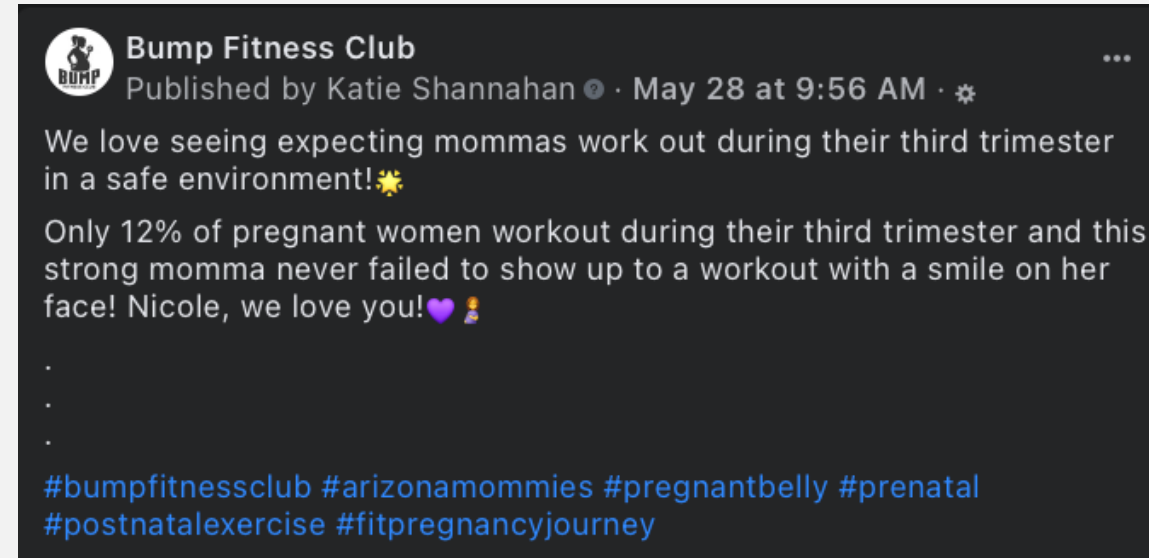 Bump Fitness Club
Published by Katie Shannahan · May 28 at 9:56 AM ·
We love seeing expecting mommas work out during their third trimester
in a safe environment!🌟
Only 12% of pregnant women workout during their third trimester and this
strong momma never failed to show up to a workout with a smile on her
face! Nicole, we love you!💜🤰
.
.
.
#bumpfitnessclub #arizonamommies #pregnantbelly #prenatal
#postnatalexercise #fitpregnancyjourney
BUMP